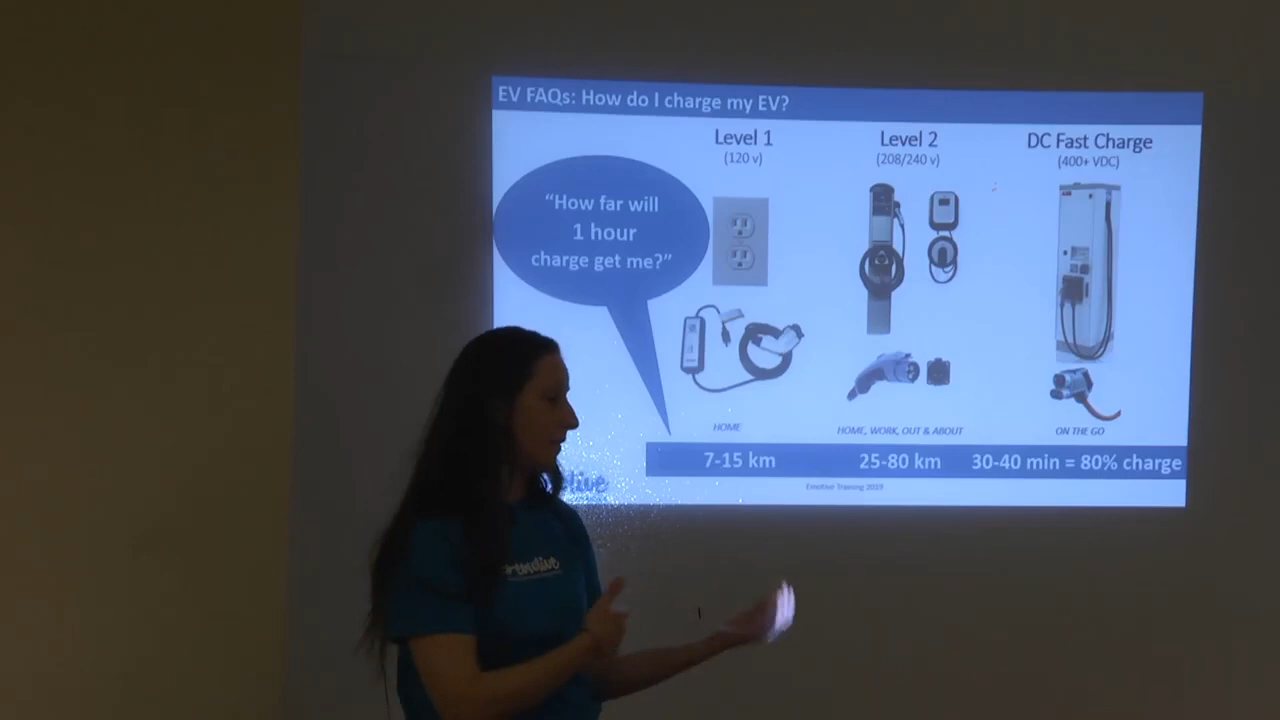 EV FAQs: How do I charge my EV?
Level 1
(120 v)
Level 2
(208/240 v)
DC Fast Charge
(400+ VDC)
“How far will
1 hour
charge get me?”
HOME
HOME, WORK, OUT & ABOUT
ON THE GO
7-15 km
25-80 km
30-40 min = 80% charge
Emotive Training 2019